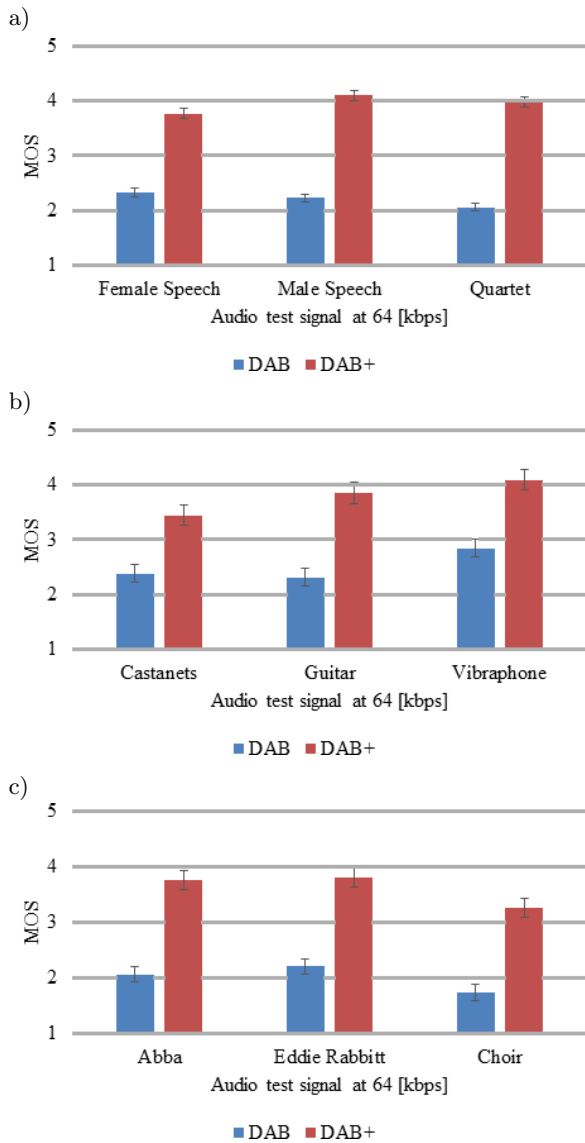 a)
5
4
3
2
1
MOS
Female Speech Male Speech Quartet
Audio test signal at 64 [kbps]
DAB DAB+
b)
5
4
3
2
1
MOS
Castanets Guitar Vibraphone
Audio test signal at 64 [kbps]
DAB DAB+
c)
5
4
3
2
1
MOS
Abba Eddie Rabbitt Choir
Audio test signal at 64 [kbps]
DAB DAB+